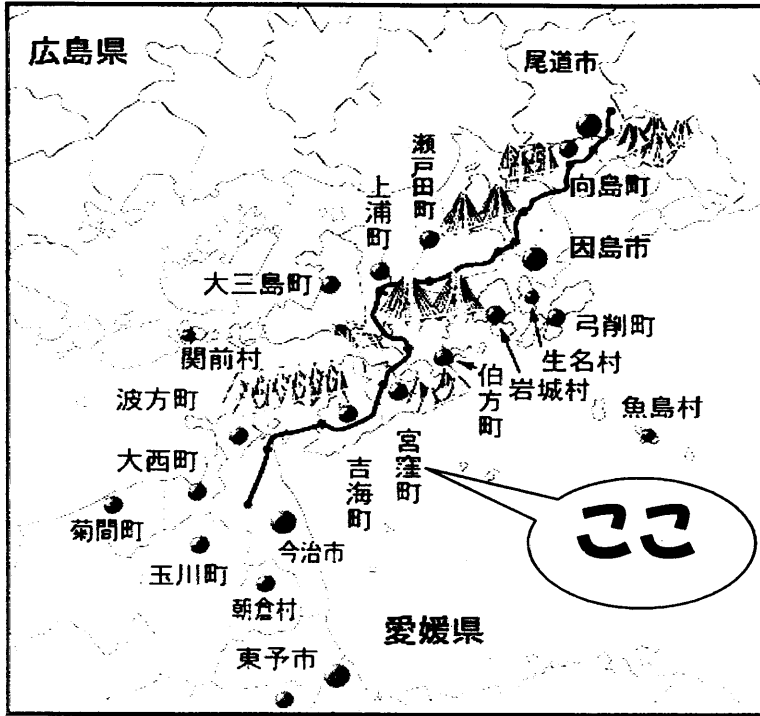 広島県
尾道市
瀬戸田町
上浦町
向島町
因島市
大三島町
弓削町
生名村
関前村
岩城村
伯方町
波方町
魚島村
宮窪町
吉海町
大西町
ここ
菊間町
今治市
玉川町
朝倉村
愛媛県
東予市